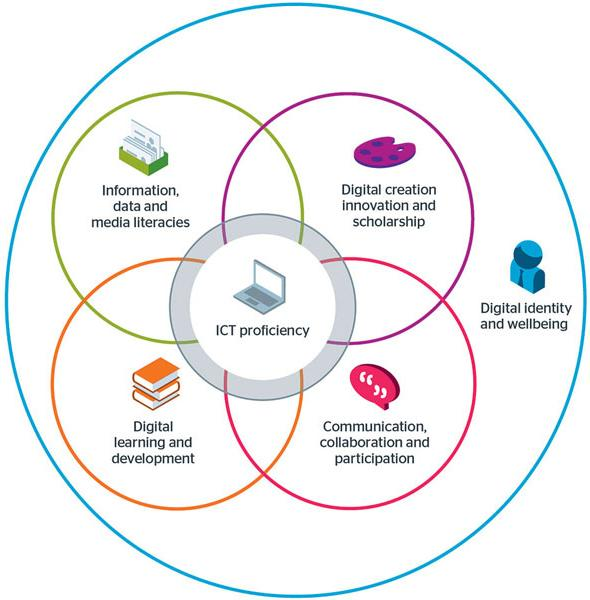 Information,
data and
media literacies
Digital creation
innovation and
scholarship
ICT proficiency
Digital identity
and wellbeing
Digital
learning and
development
Communication,
collaboration and
participation